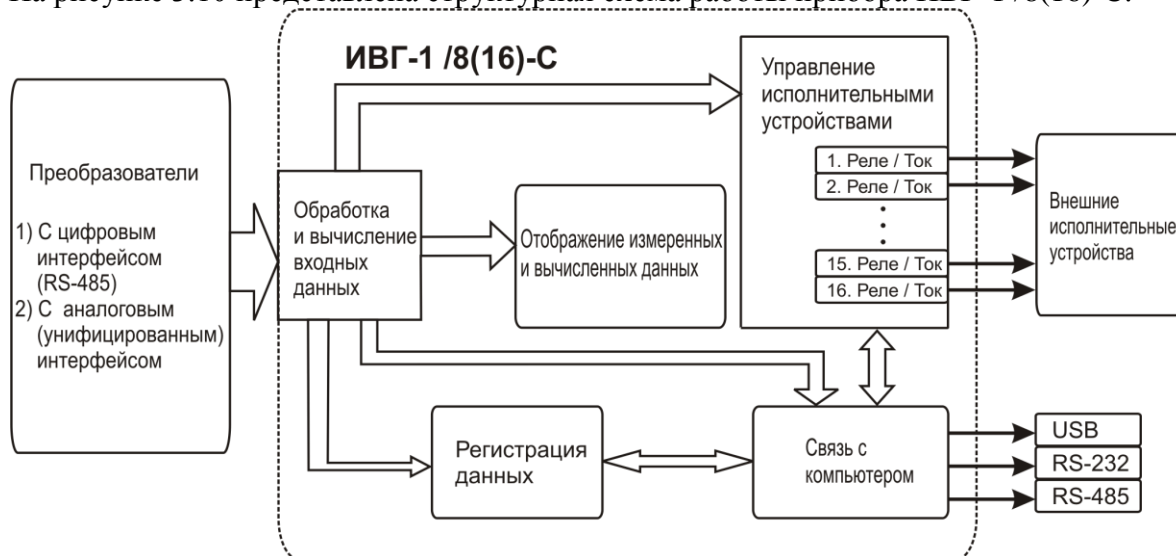 На рисунке 3.10 представлена структурная схема работы прибора ИВГ-1 /8(16)-С.
ИВГ-1 /8(16)-С
Преобразователи
1) С цифровым
интерфейсом
(RS-485)
2) С аналоговым
(унифицированным)
интерфейсом
Обработка
и вычисление
входных
данных
Отображение измеренных
и вычисленных данных
Управление
исполнительными
устройствами
1. Реле / Ток
2. Реле / Ток
15. Реле / Ток
16. Реле / Ток
Внешние
исполнительные
устройства
Регистрация
данных
Связь с
компьютером
USB
RS-232
RS-485